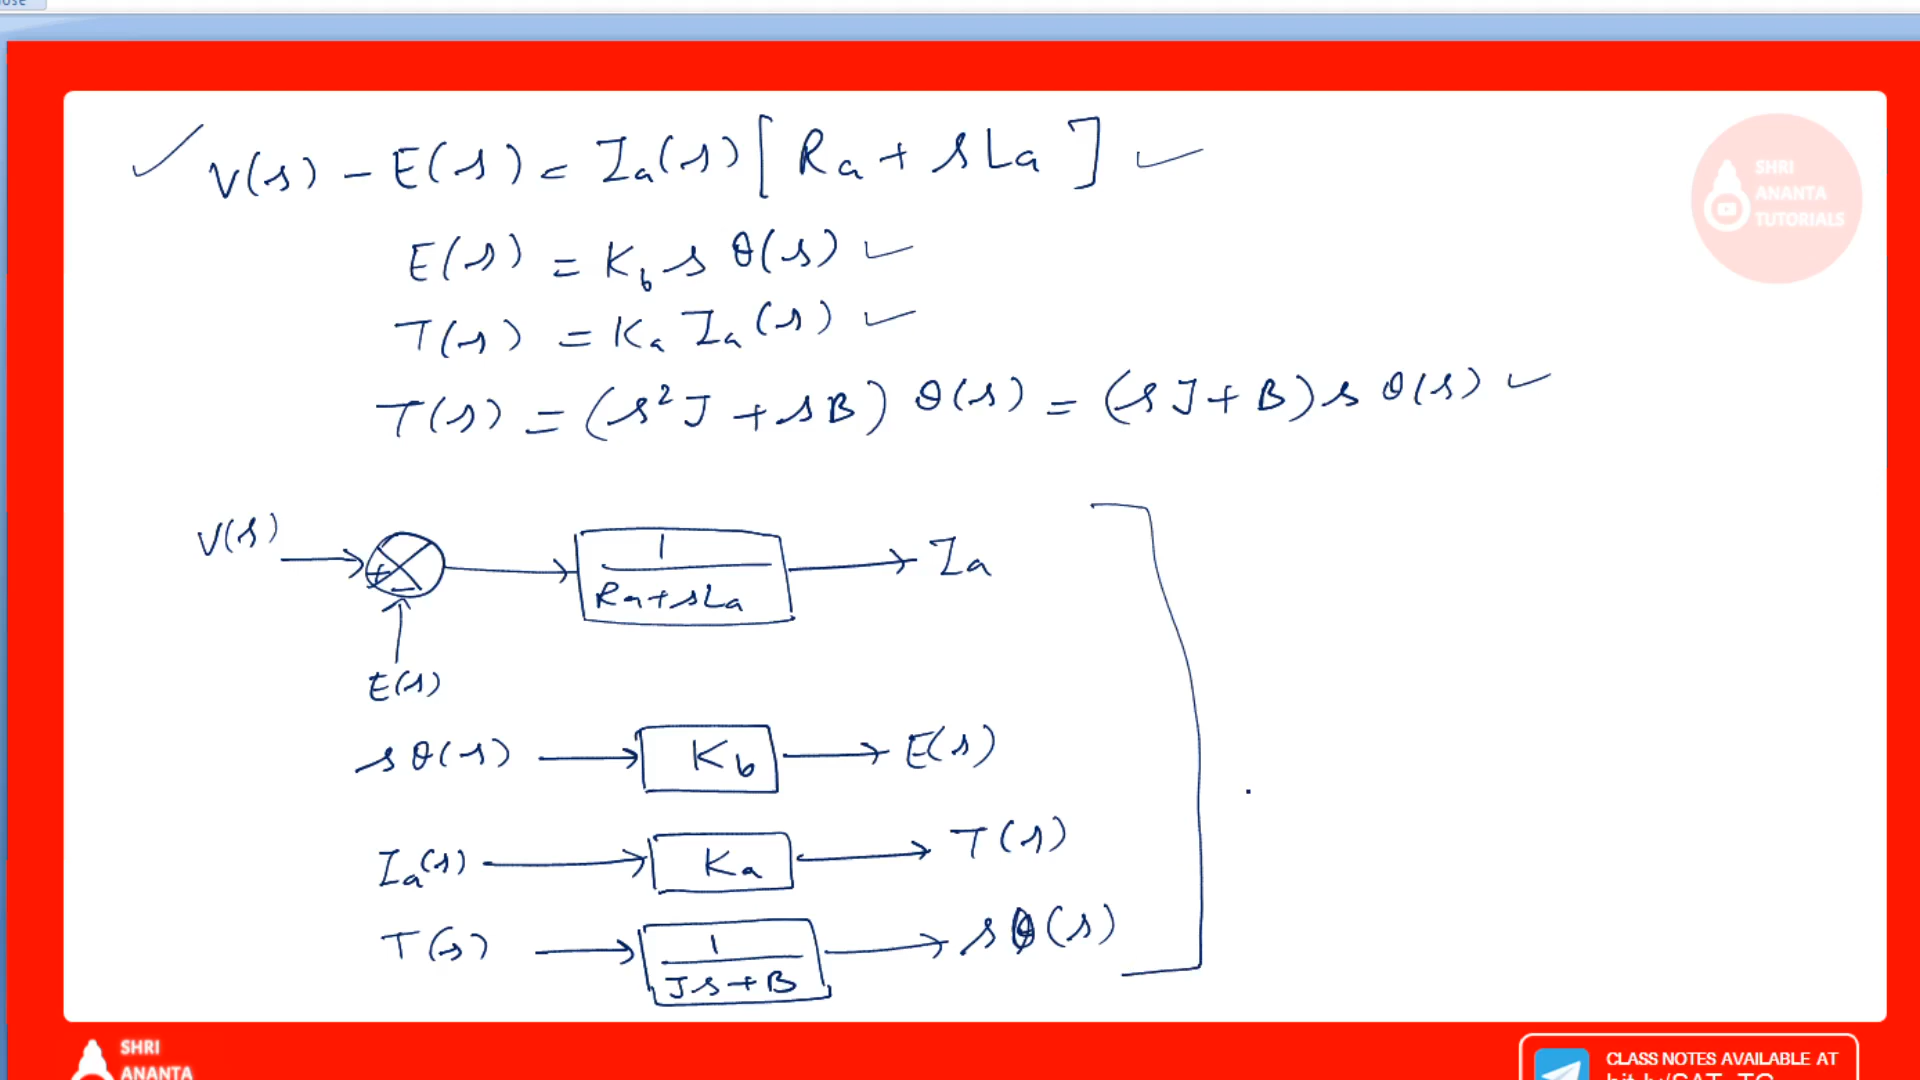 V(s) - E(s) = Ia(s) [Ra + sLa]
E(s) = Kb s θ(s)
T(s) = Ka Ia(s)
T(s) = (s²J + sB) θ(s) = (sJ + B) s θ(s)
V(s)
+
-
1
Ra+sLa
Ia
E(s)
s θ(s)
Kb
E(s)
Ia(s)
Ka
T(s)
T(s)
1
Js+B
sθ(s)
SHRI
ANANTA
TUTORIALS
SHRI
ANANTA
CLASS NOTES AVAILABLE AT